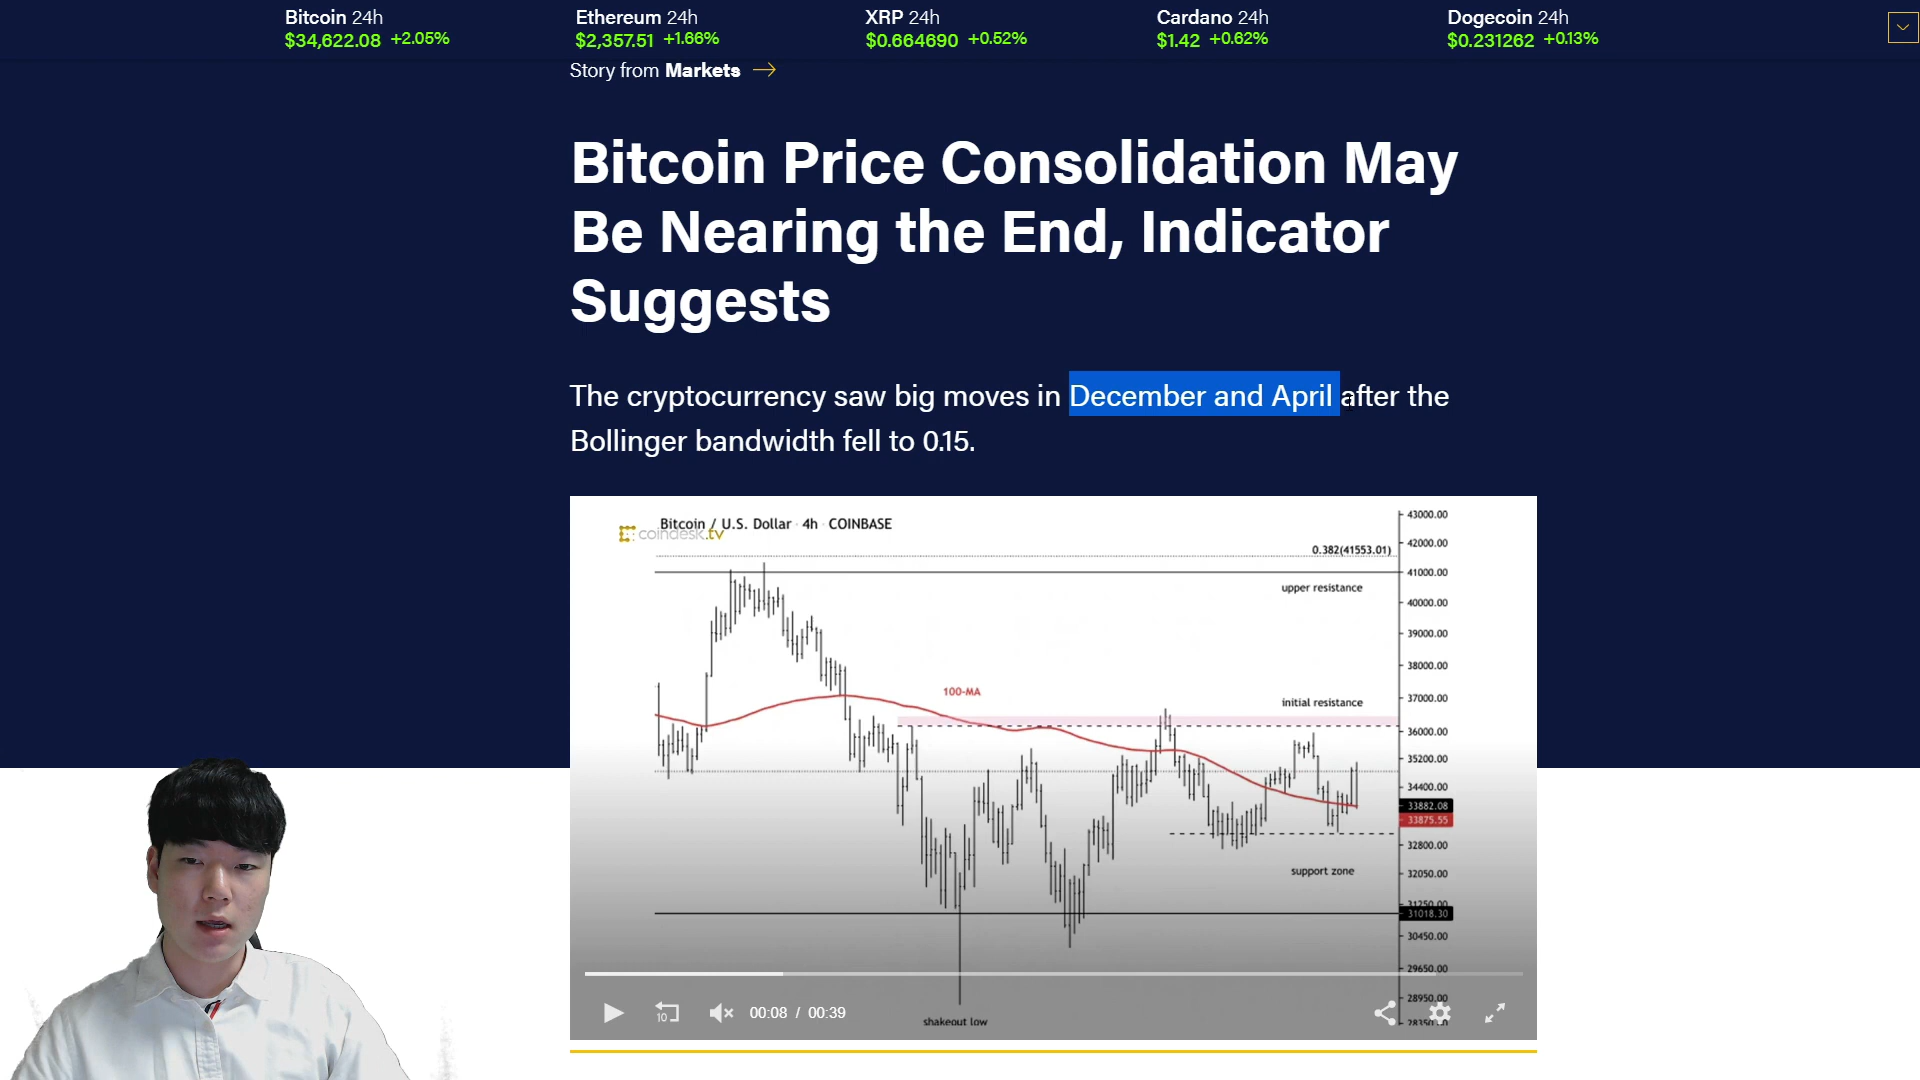 Bitcoin 24h
$34,622.08 +2.05%
Ethereum 24h
$2,357.51 +1.66%
XRP 24h
$0.664690 +0.52%
Cardano 24h
$1.42 +0.62%
Dogecoin 24h
$0.231262 +0.13%
Story from Markets
Bitcoin Price Consolidation May
Be Nearing the End, Indicator
Suggests
The cryptocurrency saw big moves in December and April after the
Bollinger bandwidth fell to 0.15.
Bitcoin / U.S. Dollar · 4h · COINBASE
coindesk.tv
43000.00
42000.00
0.382(41553.01)
41000.00
upper resistance
40000.00
39000.00
38000.00
100-MA
37000.00
initial resistance
36000.00
35200.00
34400.00
33882.08
33875.55
32800.00
support zone
32050.00
31250.00
31018.30
30450.00
29650.00
28950.00
10
00:08 / 00:39
shakeout low